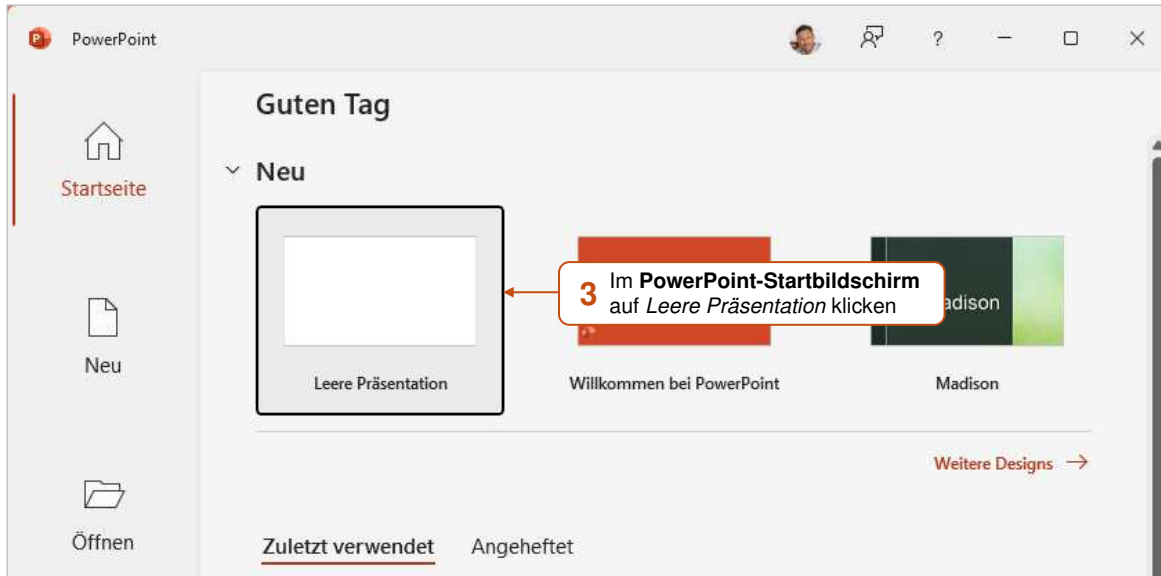 PowerPoint
?
Guten Tag
Startseite
Neu
3 Im PowerPoint-Startbildschirm
auf Leere Präsentation klicken
Madison
Neu
Leere Präsentation
Willkommen bei PowerPoint
Madison
Weitere Designs
Öffnen
Zuletzt verwendet
Angeheftet